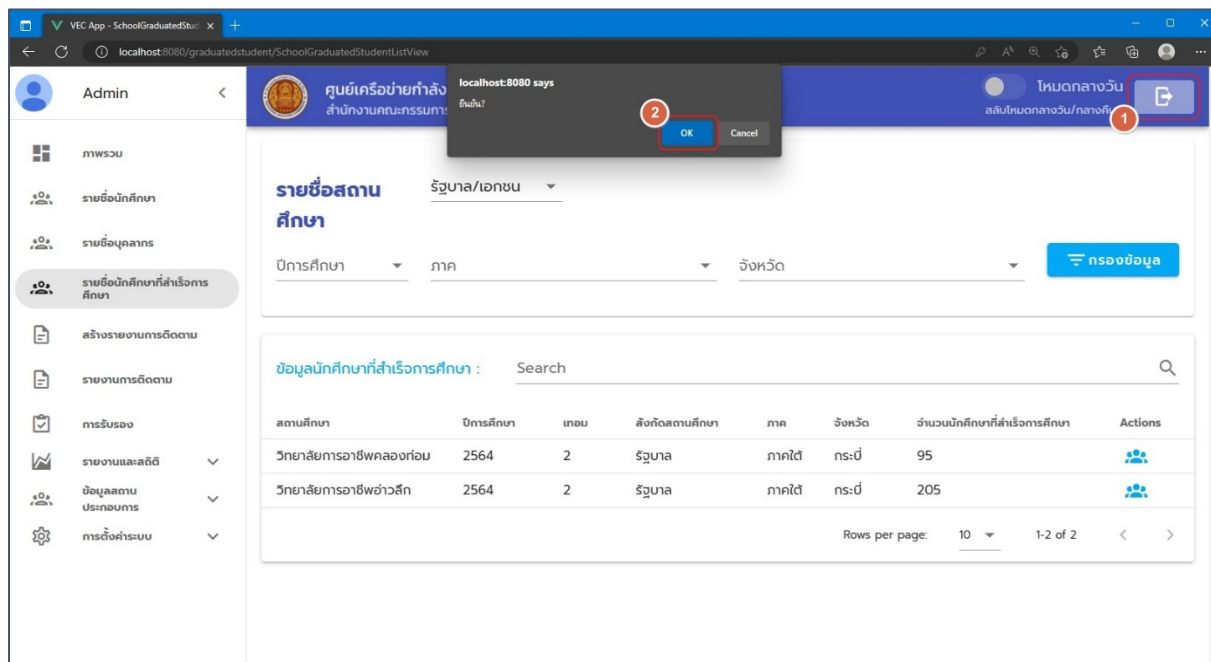 VEC App - SchoolGraduatedStud
localhost:8080/graduatedstudent/SchoolGraduatedStudentListView
Admin
ศูนย์เครือข่ายกำลัง
สำนักงานคณะกรรมการ
localhost:8080 says
ยืนยัน?
2
OK
Cancel
โหมดกลางวัน
สลับโหมดกลางวัน/กลางคืน
1
ภาพรวม
รายชื่อนักศึกษา
รายชื่อบุคลากร
รายชื่อนักศึกษาที่สำเร็จการ
ศึกษา
สร้างรายงานการติดตาม
รายงานการติดตาม
การรับรอง
รายงานและสถิติ
ข้อมูลสถาน
ประกอบการ
การตั้งค่าระบบ
รายชื่อสถาน
ศึกษา
รัฐบาล/เอกชน
ปีการศึกษา
ภาค
จังหวัด
กรองข้อมูล
ข้อมูลนักศึกษาที่สำเร็จการศึกษา :
Search
สถานศึกษา ปีการศึกษา เทอม สังกัดสถานศึกษา ภาค จังหวัด จำนวนนักศึกษาที่สำเร็จการศึกษา Actions
วิทยาลัยการอาชีพคลองท่อม 2564 2 รัฐบาล ภาคใต้ กระบี่ 95
วิทยาลัยการอาชีพอ่าวลึก 2564 2 รัฐบาล ภาคใต้ กระบี่ 205
Rows per page: 10 1-2 of 2